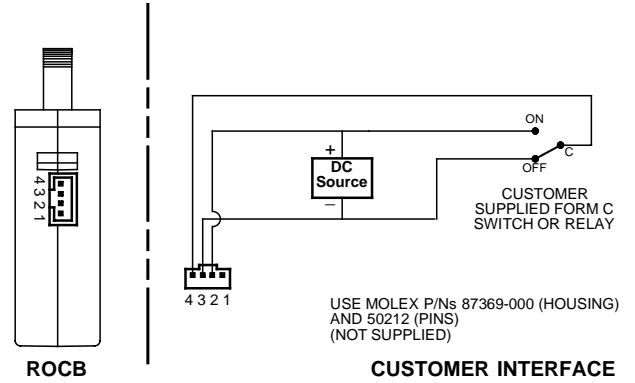 4 3 2 1
ROCB
+
DC
Source
–
ON
C
OFF
CUSTOMER
SUPPLIED FORM C
SWITCH OR RELAY
4 3 2 1
USE MOLEX P/Ns 87369-000 (HOUSING)
AND 50212 (PINS)
(NOT SUPPLIED)
CUSTOMER INTERFACE